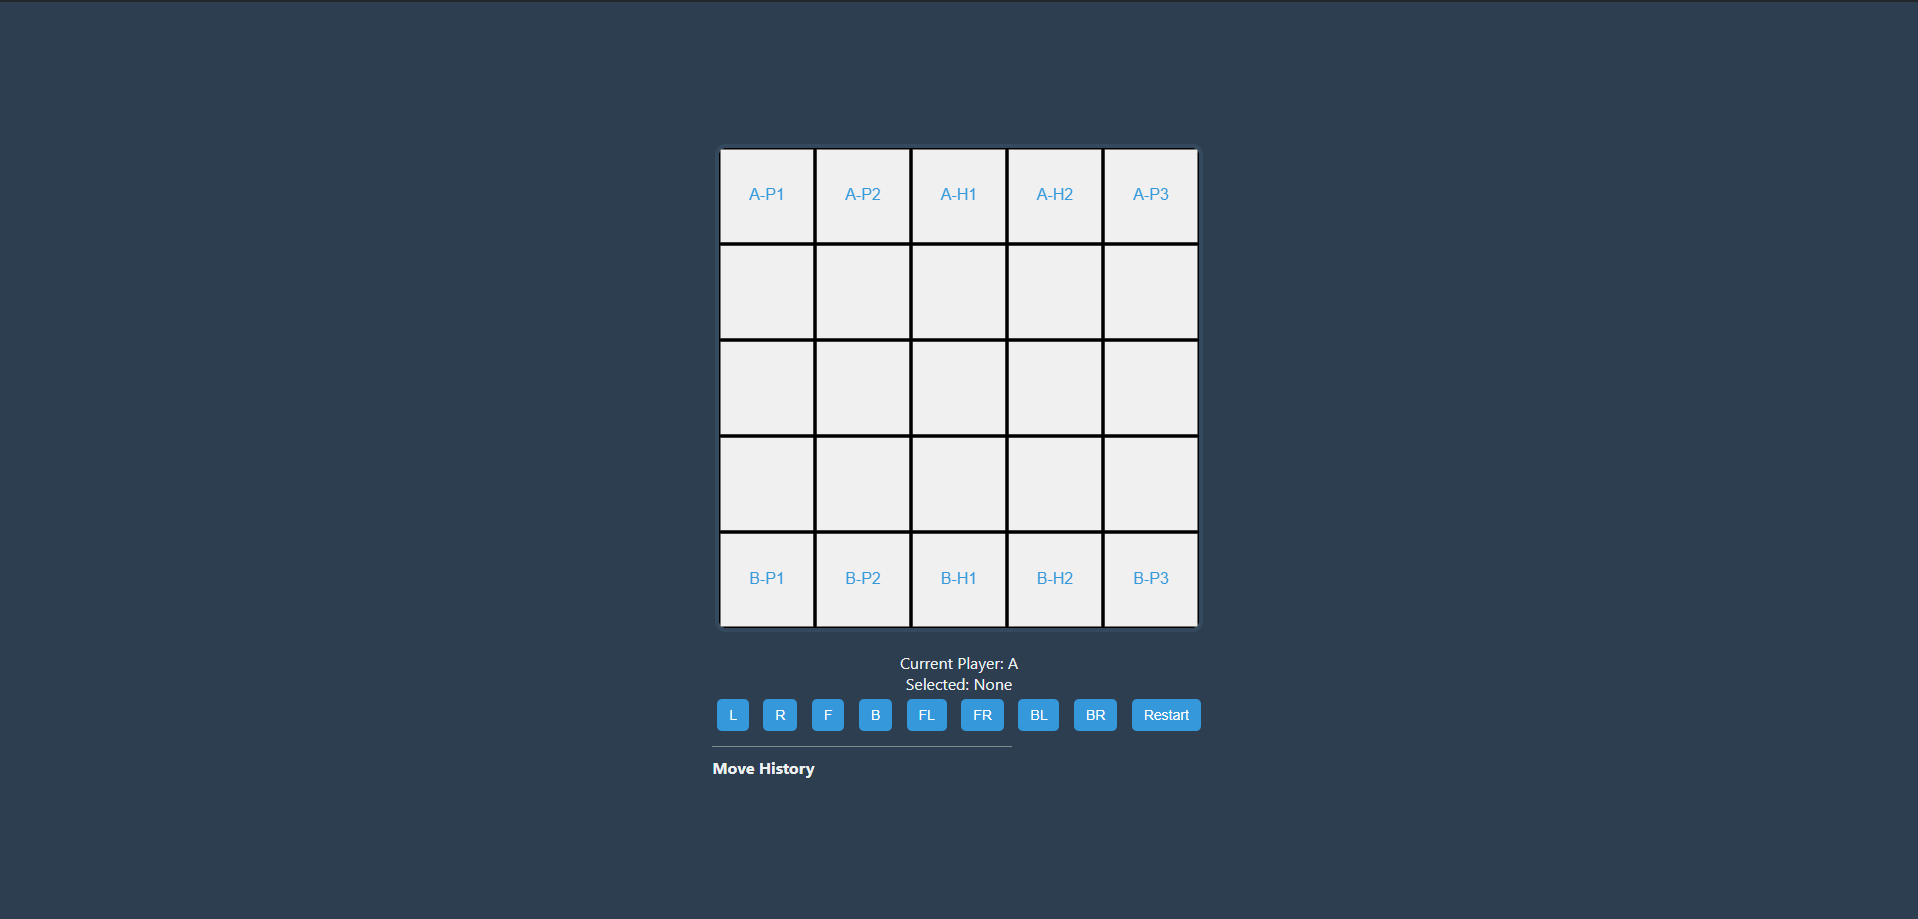 A-P1 A-P2 A-H1 A-H2 A-P3
B-P1 B-P2 B-H1 B-H2 B-P3
Current Player: A
Selected: None
L R F B FL FR BL BR Restart
Move History